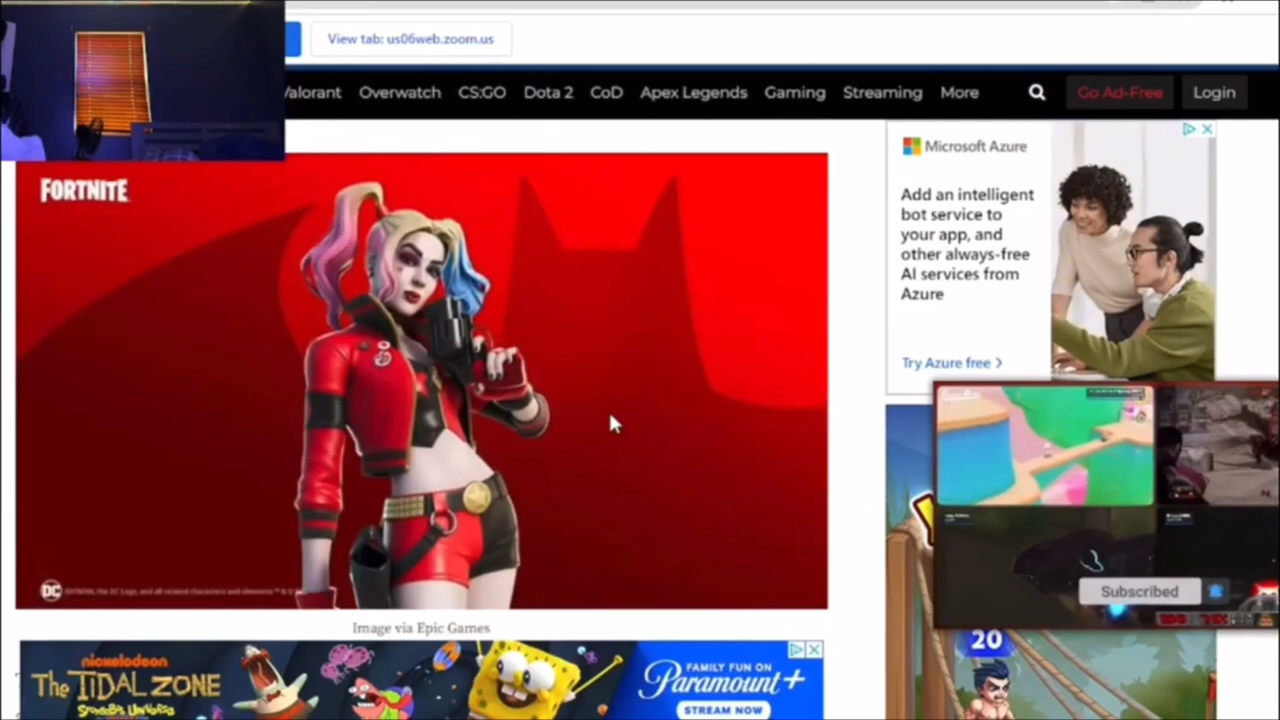 View tab: us06web.zoom.us
Valorant Overwatch CS:GO Dota 2 CoD Apex Legends Gaming Streaming More Go Ad-Free Login
FORTNITE
DC
Image via Epic Games
Microsoft Azure
Add an intelligent
bot service to
your app, and
other always-free
AI services from
Azure
Try Azure free >
Subscribed
20
nickelodeon
THE TIDAL ZONE
SpongeBob Universe
FAMILY FUN ON
Paramount+
STREAM NOW